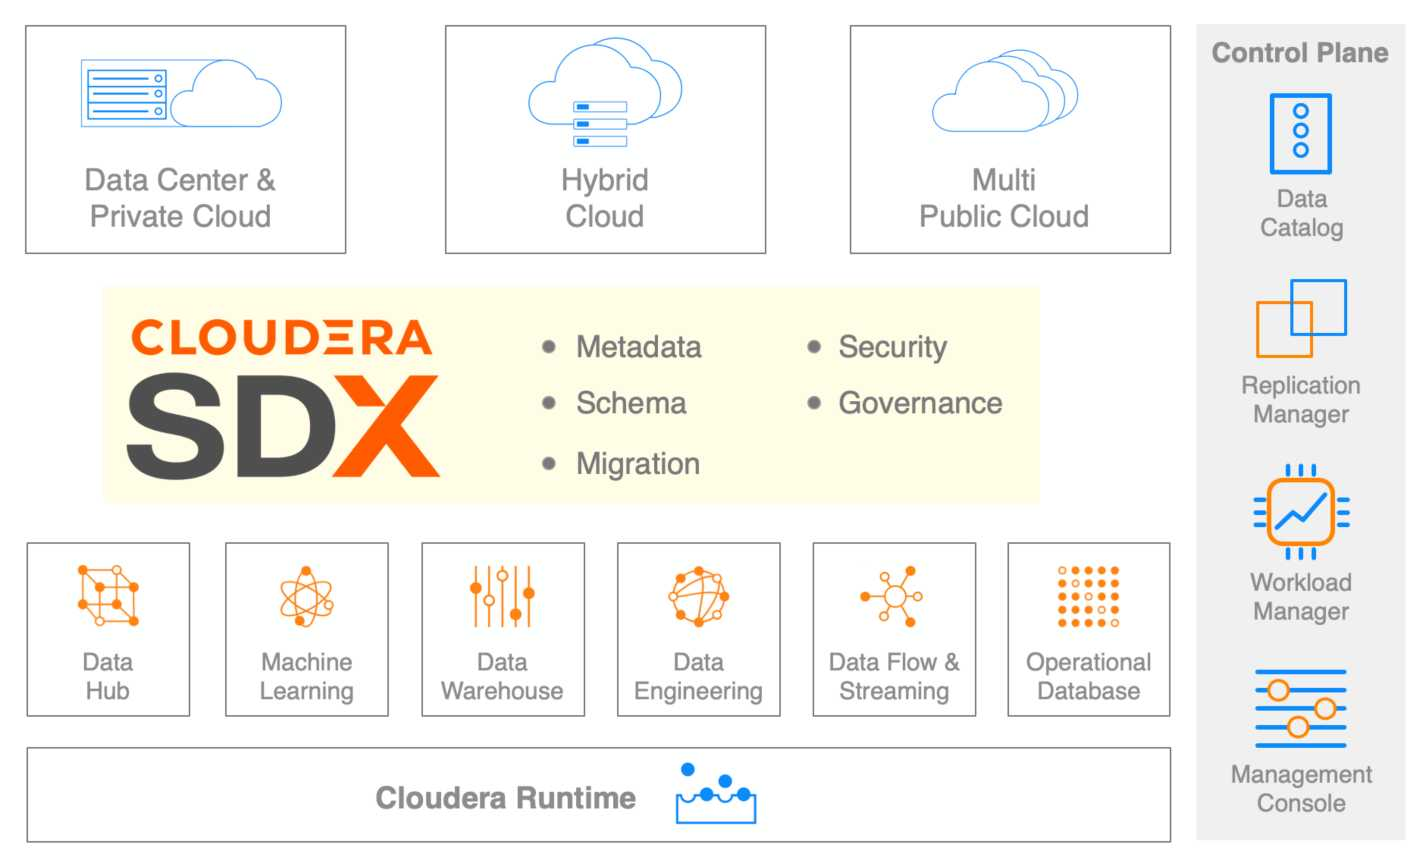 Data Center &
Private Cloud
Hybrid
Cloud
Multi
Public Cloud
CLOUDERA
SDX
• Metadata
• Schema
• Migration
• Security
• Governance
Data
Hub
Machine
Learning
Data
Warehouse
Data
Engineering
Data Flow &
Streaming
Operational
Database
Cloudera Runtime
Control Plane
Data
Catalog
Replication
Manager
Workload
Manager
Management
Console